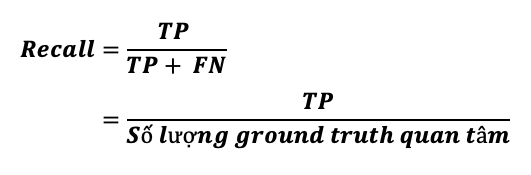 Recall = TP / (TP + FN)
= TP / Số lượng ground truth quan tâm